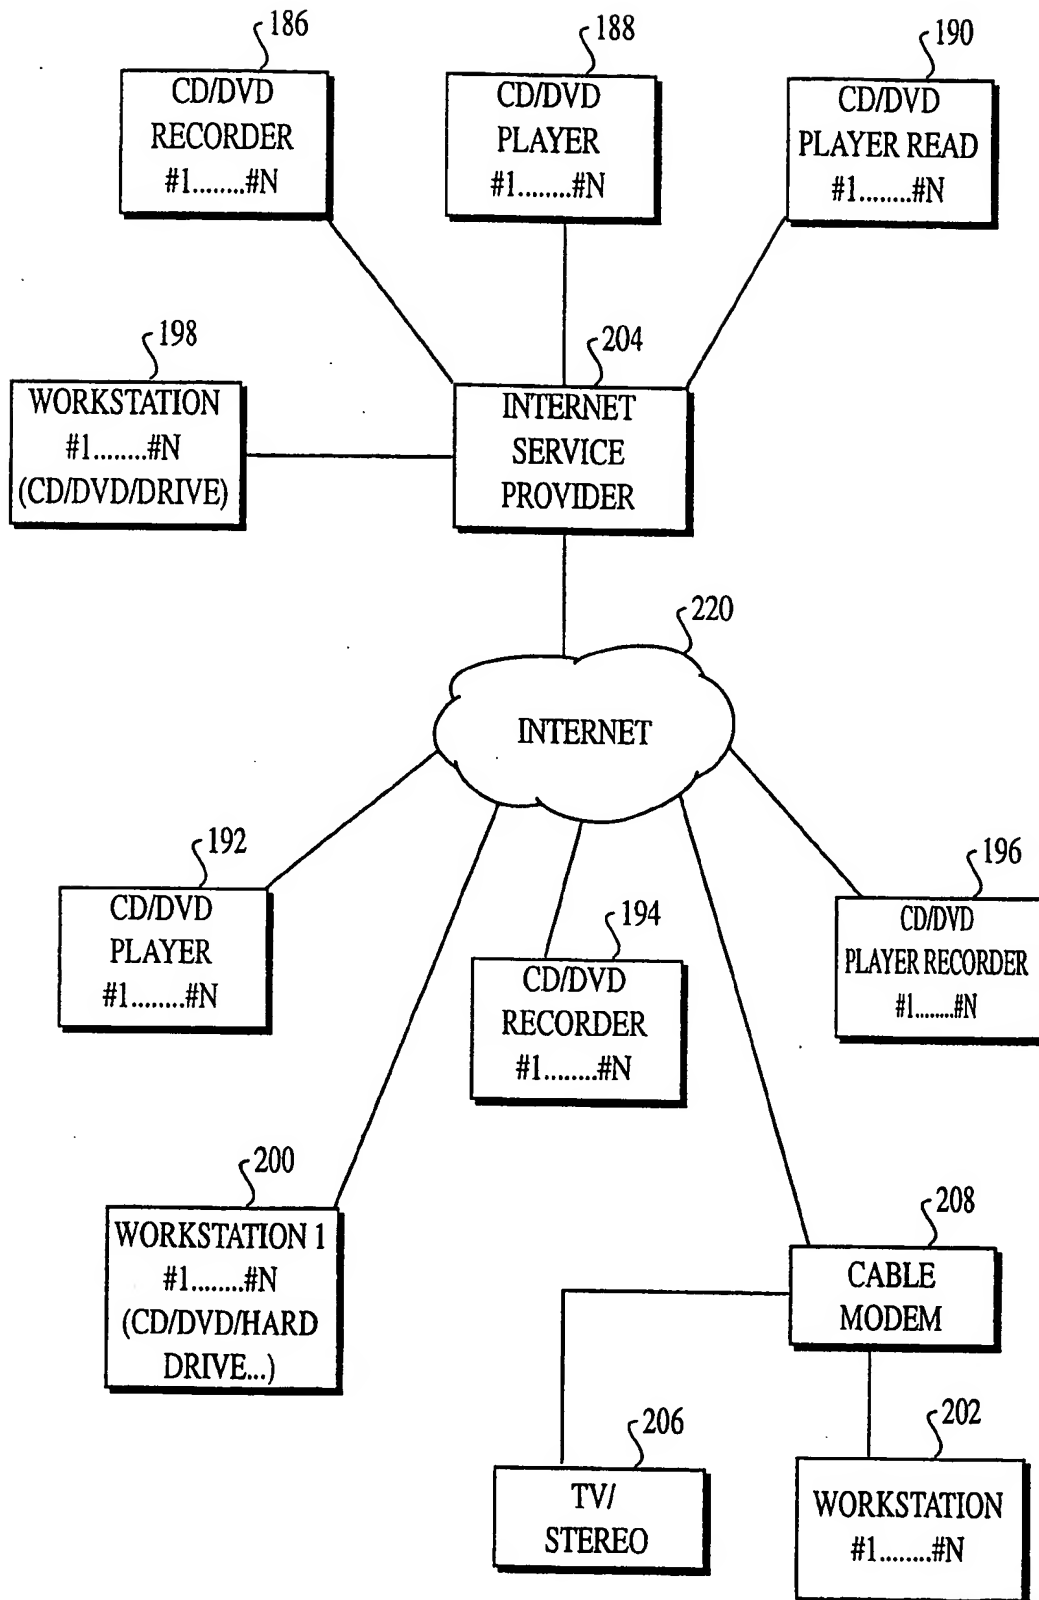 186
CD/DVD
RECORDER
#1........#N
188
CD/DVD
PLAYER
#1........#N
190
CD/DVD
PLAYER READ
#1........#N
198
WORKSTATION
#1........#N
(CD/DVD/DRIVE)
204
INTERNET
SERVICE
PROVIDER
220
INTERNET
192
CD/DVD
PLAYER
#1........#N
194
CD/DVD
RECORDER
#1........#N
196
CD/DVD
PLAYER RECORDER
#1........#N
200
WORKSTATION 1
#1........#N
(CD/DVD/HARD
DRIVE...)
208
CABLE
MODEM
206
TV/
STEREO
202
WORKSTATION
#1........#N